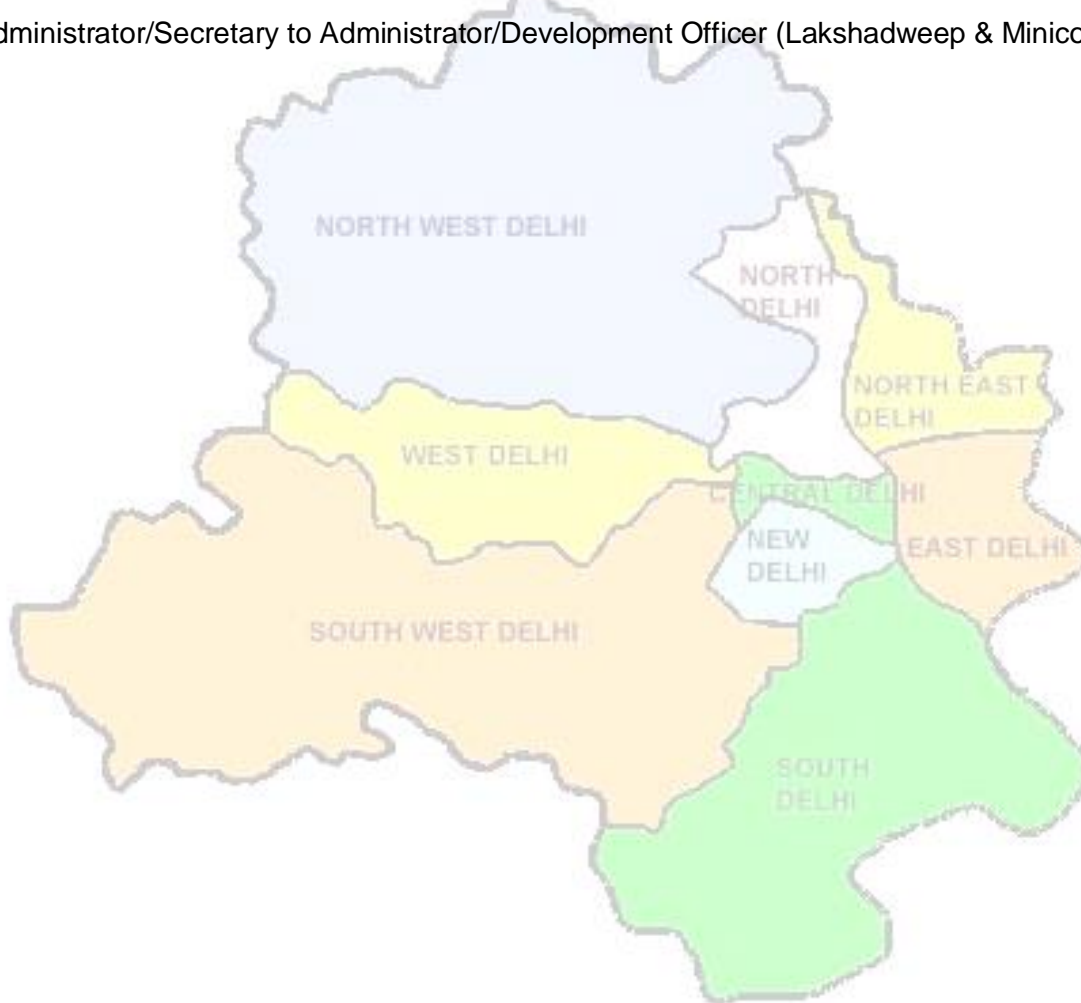 dministrator/Secretary to Administrator/Development Officer (Lakshadweep & Minico
NORTH WEST DELHI
NORTH
DELHI
NORTH EAST
DELHI
WEST DELHI
CENTRAL DELHI
NEW
DELHI
EAST DELHI
SOUTH WEST DELHI
SOUTH
DELHI